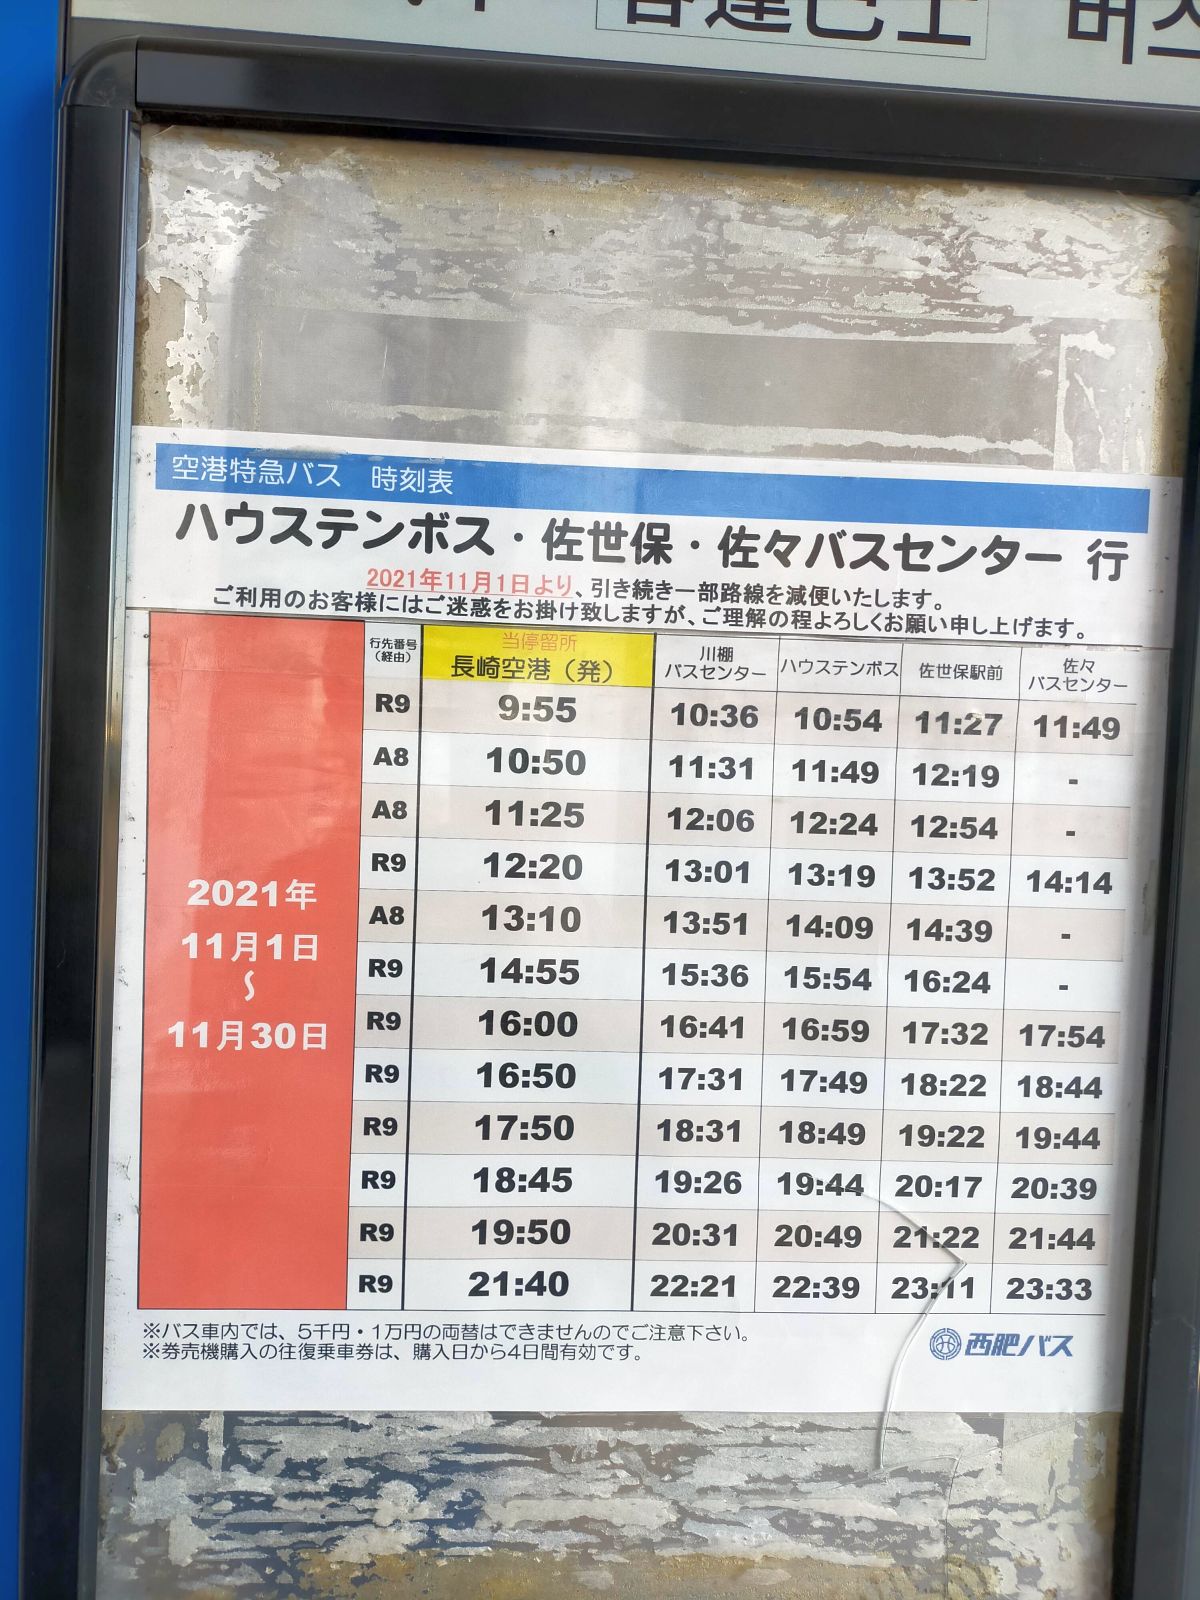 空港特急バス 時刻表
ハウステンボス・佐世保・佐々バスセンター 行
2021年11月1日より、引き続き一部路線を減便いたします。
ご利用のお客様にはご迷惑をお掛け致しますが、ご理解の程よろしくお願い申し上げます。
行先番号（経由） 当停留所 長崎空港（発） 川棚バスセンター ハウステンボス 佐世保駅前 佐々バスセンター
R9 9:55 10:36 10:54 11:27 11:49
A8 10:50 11:31 11:49 12:19 -
A8 11:25 12:06 12:24 12:54 -
R9 12:20 13:01 13:19 13:52 14:14
A8 13:10 13:51 14:09 14:39 -
R9 14:55 15:36 15:54 16:24 -
R9 16:00 16:41 16:59 17:32 17:54
R9 16:50 17:31 17:49 18:22 18:44
R9 17:50 18:31 18:49 19:22 19:44
R9 18:45 19:26 19:44 20:17 20:39
R9 19:50 20:31 20:49 21:22 21:44
R9 21:40 22:21 22:39 23:11 23:33
2021年
11月1日
～
11月30日
※バス車内では、5千円・1万円の両替はできませんのでご注意下さい。
※券売機購入の往復乗車券は、購入日から4日間有効です。
西肥バス